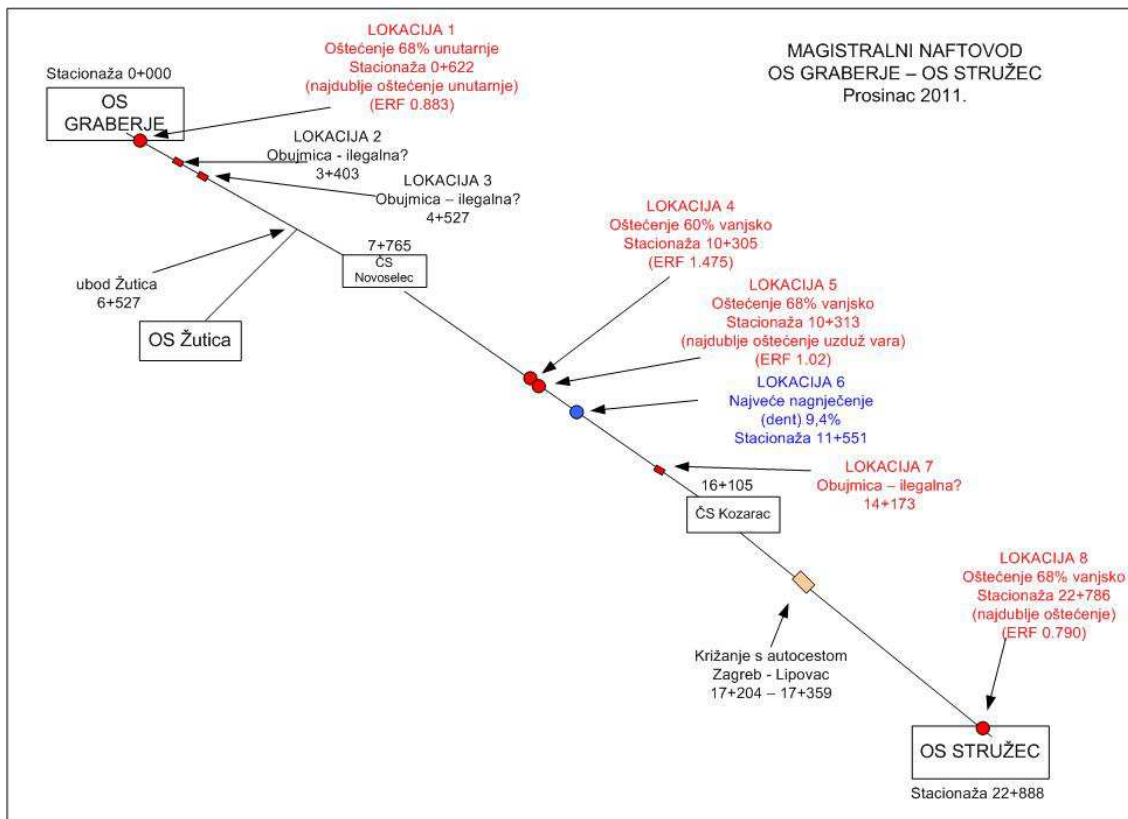 MAGISTRALNI NAFTOVOD
OS GRABERJE – OS STRUŽEC
Prosinac 2011.
LOKACIJA 1
Oštećenje 68% unutarnje
Stacionaža 0+622
(najdublje oštećenje unutarnje)
(ERF 0.883)
Stacionaža 0+000
OS
GRABERJE
LOKACIJA 2
Obujmica - ilegalna?
3+403
LOKACIJA 3
Obujmica – ilegalna?
4+527
ubod Žutica
6+527
OS Žutica
7+765
ČS
Novoselec
LOKACIJA 4
Oštećenje 60% vanjsko
Stacionaža 10+305
(ERF 1.475)
LOKACIJA 5
Oštećenje 68% vanjsko
Stacionaža 10+313
(najdublje oštećenje uzduž vara)
(ERF 1.02)
LOKACIJA 6
Najveće nagnječenje
(dent) 9,4%
Stacionaža 11+551
LOKACIJA 7
Obujmica – ilegalna?
14+173
16+105
ČS Kozarac
Križanje s autocestom
Zagreb - Lipovac
17+204 – 17+359
LOKACIJA 8
Oštećenje 68% vanjsko
Stacionaža 22+786
(najdublje oštećenje)
(ERF 0.790)
OS STRUŽEC
Stacionaža 22+888